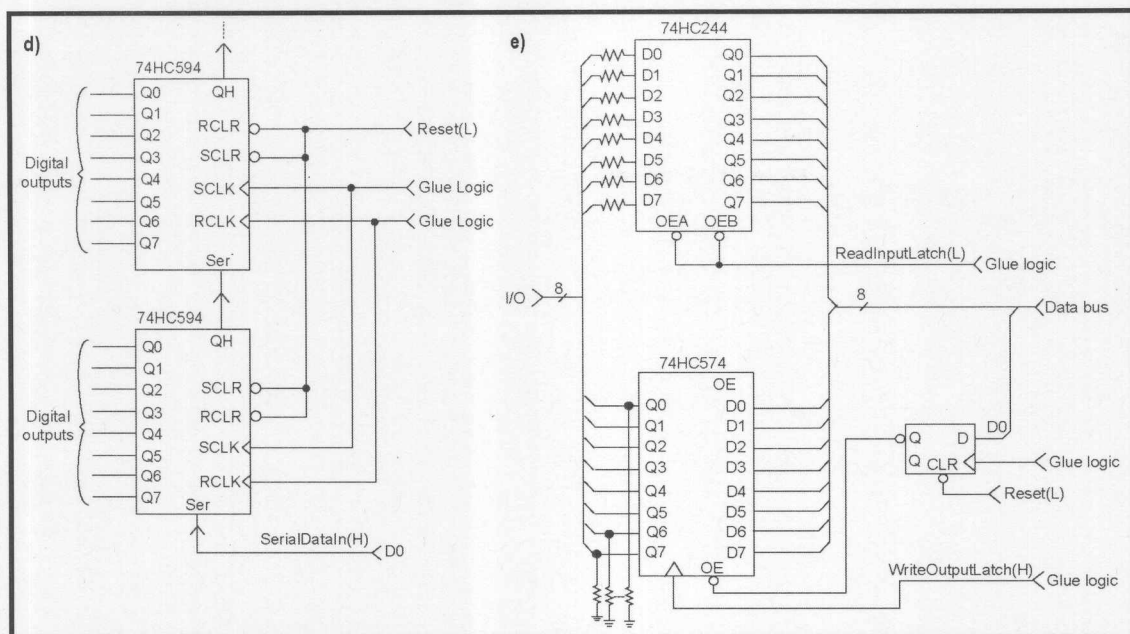 d)
74HC594
Q0
Q1
Q2
Q3
Q4
Q5
Q6
Q7
QH
RCLR
SCLR
SCLK
RCLK
Ser
Digital
outputs
Reset(L)
Glue Logic
Glue Logic
74HC594
Q0
Q1
Q2
Q3
Q4
Q5
Q6
Q7
QH
SCLR
RCLR
SCLK
RCLK
Ser
Digital
outputs
SerialDataIn(H)
D0
e)
74HC244
D0
D1
D2
D3
D4
D5
D6
D7
Q0
Q1
Q2
Q3
Q4
Q5
Q6
Q7
OEA OEB
ReadInputLatch(L)
Glue logic
I/O
8
8
Data bus
74HC574
OE
Q0
Q1
Q2
Q3
Q4
Q5
Q6
Q7
D0
D1
D2
D3
D4
D5
D6
D7
OE
D0
Q D
Q
CLR
Glue logic
Reset(L)
WriteOutputLatch(H)
Glue logic